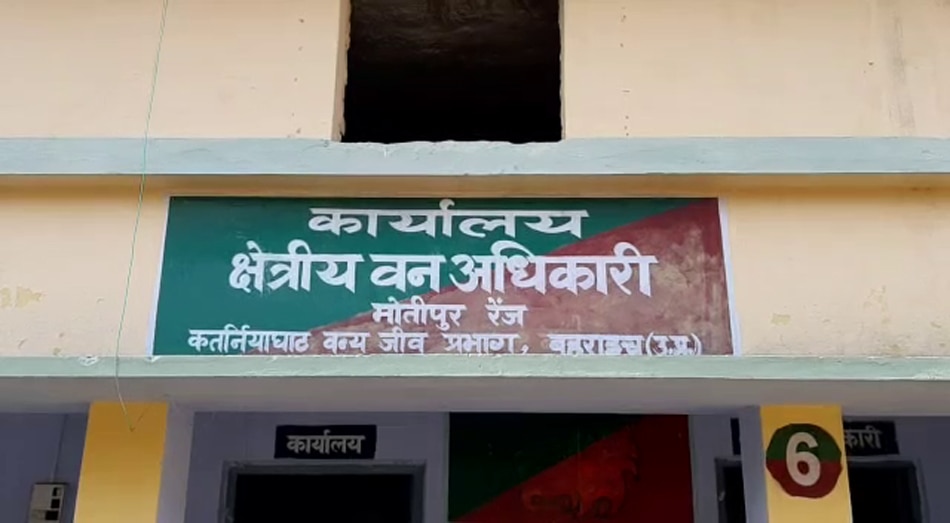 कार्यालय
क्षेत्रीय वन अधिकारी
मोतीपुर रेंज
कतर्नियाघाट वन्य जीव प्रभाग, बहराइच (उ.प्र.)
कार्यालय
6
कारी